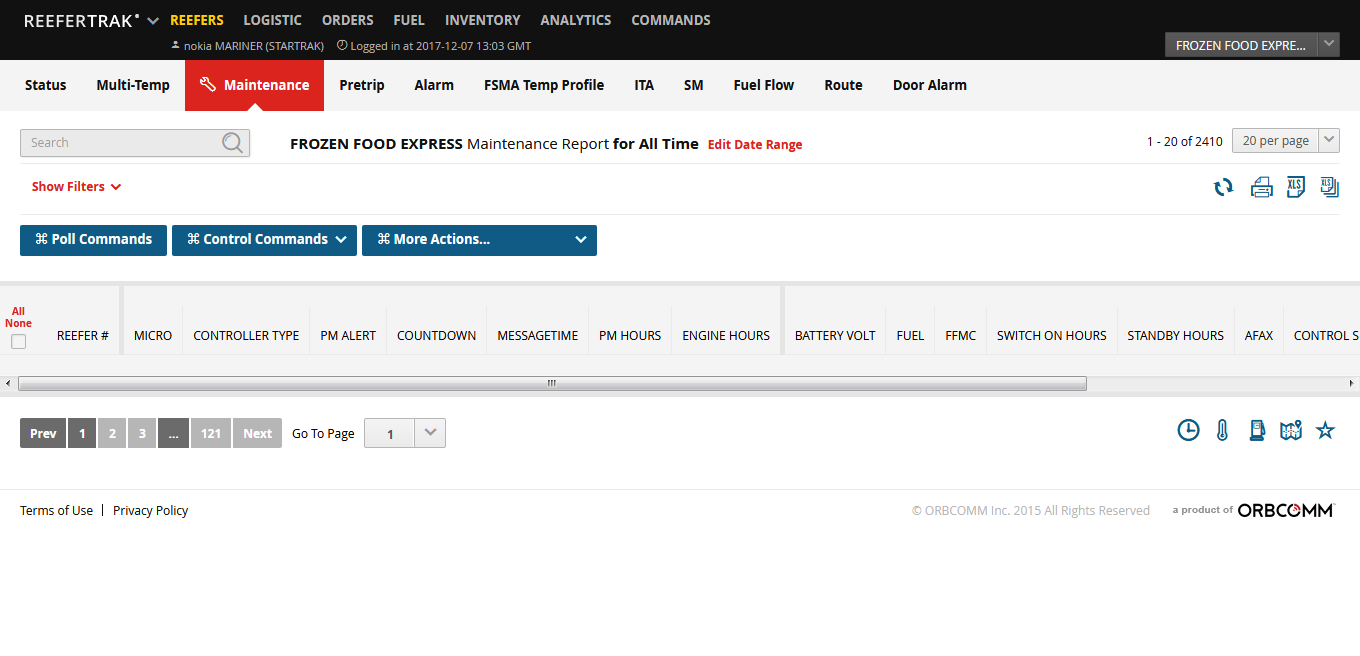 REEFERTRAK REEFERS LOGISTIC ORDERS FUEL INVENTORY ANALYTICS COMMANDS
nokia MARINER (STARTRAK) Logged in at 2017-12-07 13:03 GMT
FROZEN FOOD EXPRE...
Status Multi-Temp Maintenance Pretrip Alarm FSMA Temp Profile ITA SM Fuel Flow Route Door Alarm
Search FROZEN FOOD EXPRESS Maintenance Report for All Time Edit Date Range 1 - 20 of 2410 20 per page
Show Filters XLS XLS
⌘ Poll Commands ⌘ Control Commands ⌘ More Actions...
All
None
REEFER # MICRO CONTROLLER TYPE PM ALERT COUNTDOWN MESSAGETIME PM HOURS ENGINE HOURS BATTERY VOLT FUEL FFMC SWITCH ON HOURS STANDBY HOURS AFAX CONTROL S
Prev 1 2 3 ... 121 Next Go To Page 1
Terms of Use | Privacy Policy © ORBCOMM Inc. 2015 All Rights Reserved a product of ORBCOMM